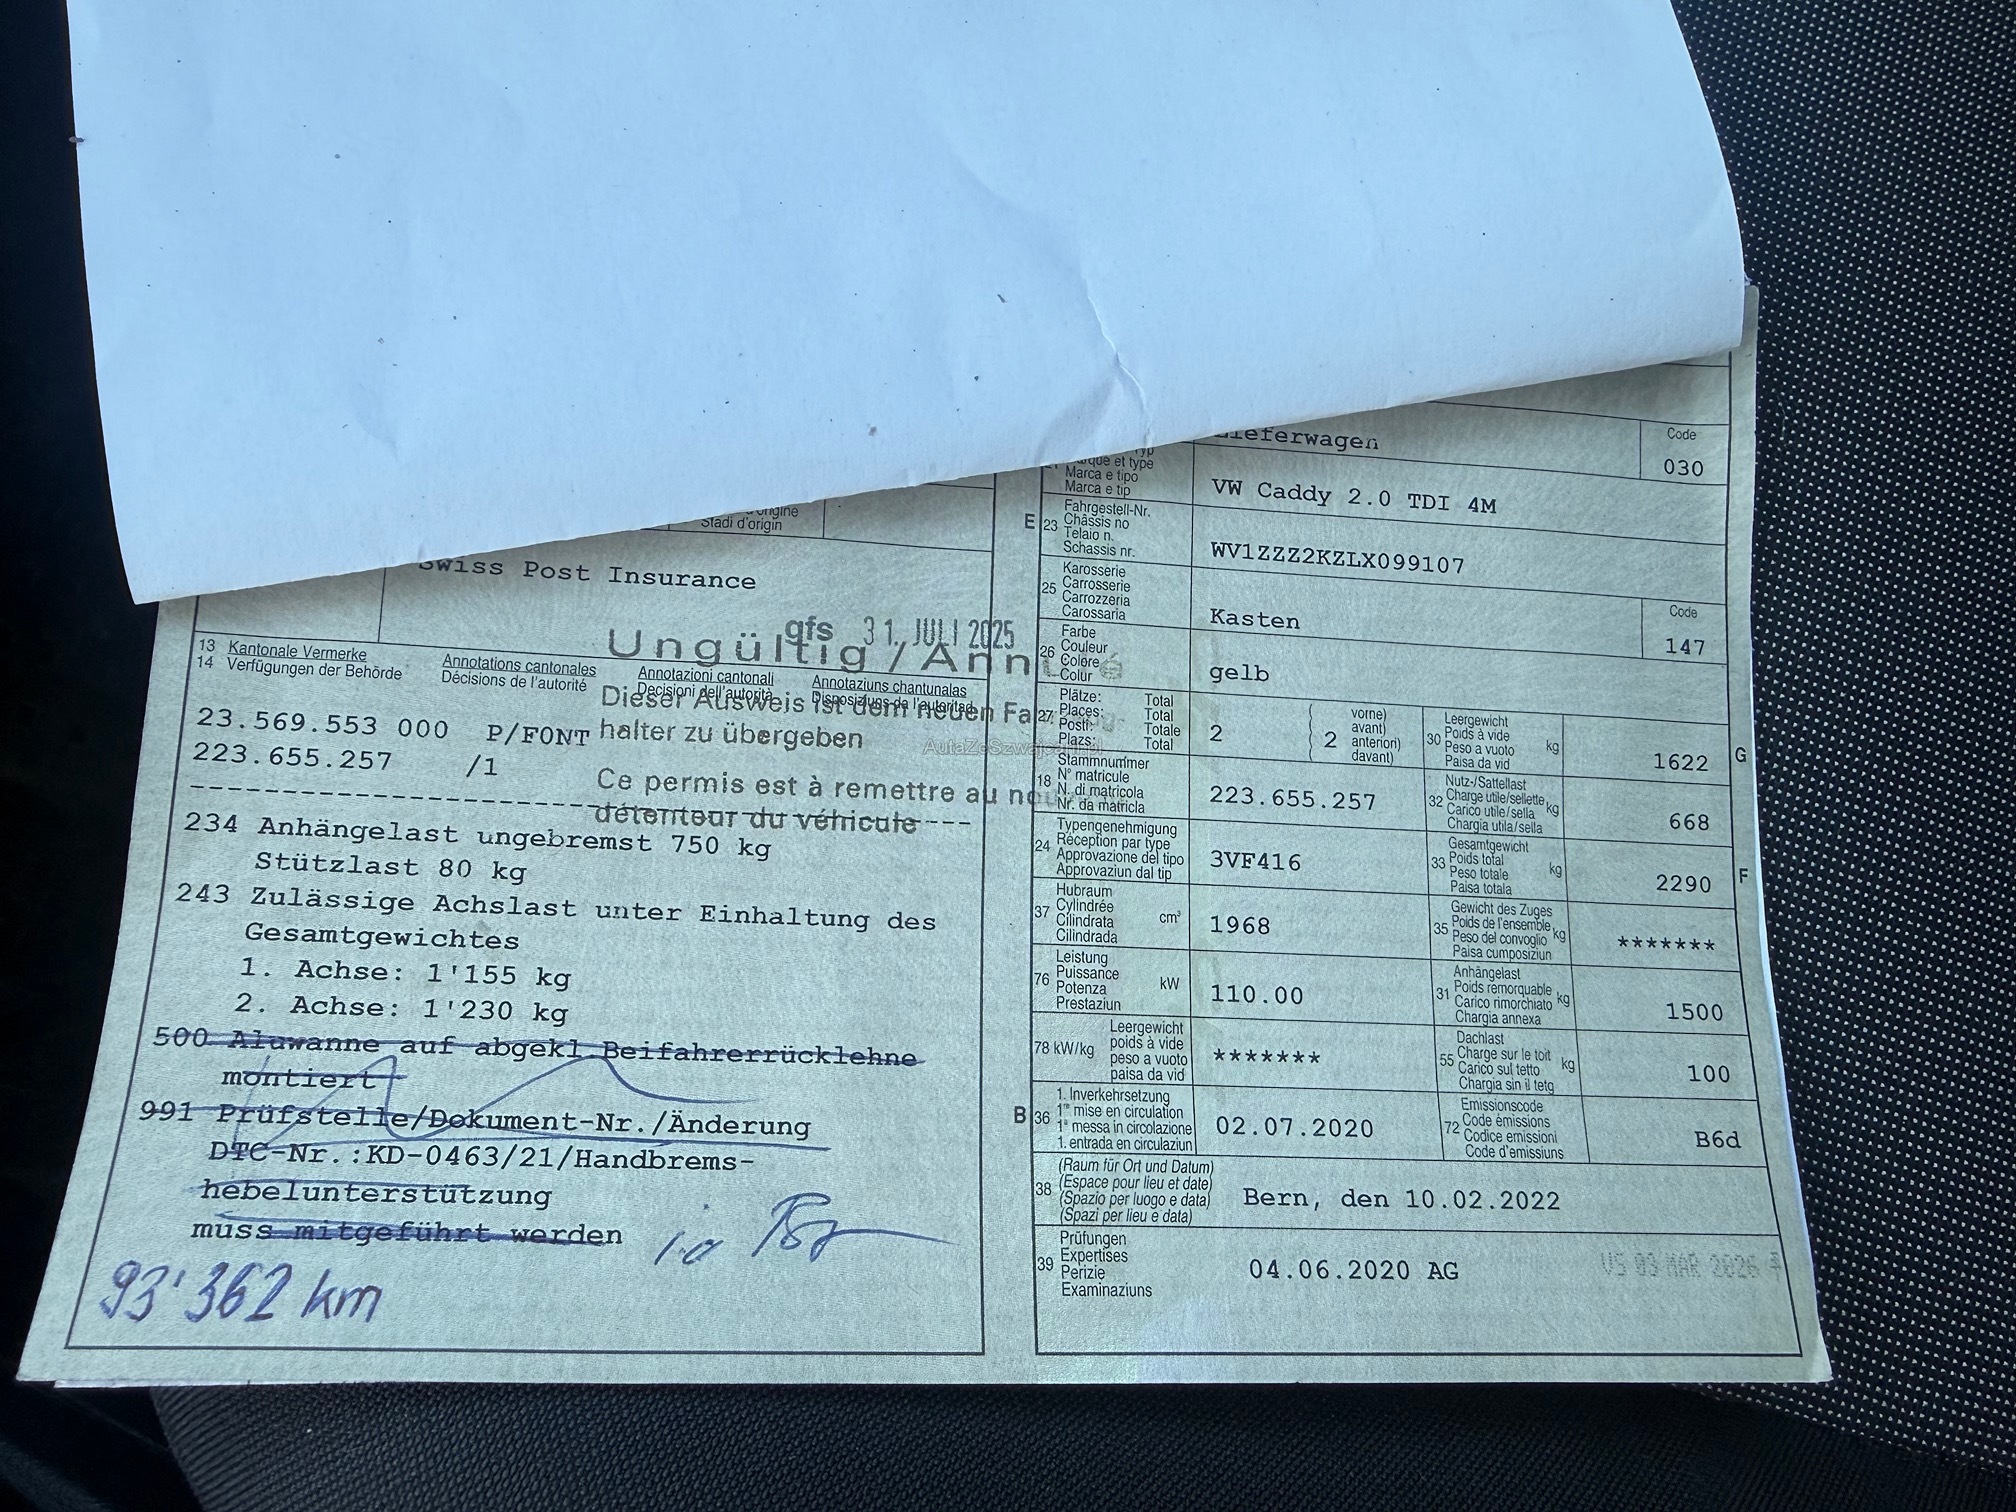 Code
030
Marca e tipo
Marca e tip
VW Caddy 2.0 TDI 4M
Stadi d'origin
Swiss Post Insurance
E 23 Fahrgestell-Nr.
Châssis no
Telaio n.
Schassis nr.
WV1ZZZ2KZLX099107
25 Karosserie
Carrosserie
Carrozzeria
Carossaria
Kasten
Code
147
26 Farbe
Couleur
Colore
Colur
gelb
qfs 31. JULI 2025
Ungültig / Ann
13 Kantonale Vermerke Annotations cantonales Annotazioni cantonali Annotaziuns chantunalas
14 Verfügungen der Behörde Décisions de l'autorité Decisioni dell'autorità Disposiziuns da l'autoritad
Dieser Ausweis ist dem neuen Fa
halter zu übergeben
Ce permis est à remettre au
détenteur du véhicule
23.569.553 000 P/FONT
223.655.257 /1
234 Anhängelast ungebremst 750 kg
Stützlast 80 kg
243 Zulässige Achslast unter Einhaltung des
Gesamtgewichtes
1. Achse: 1'155 kg
2. Achse: 1'230 kg
500 Aluwanne auf abgekl Beifahrerrücklehne
montiert
991 Prüfstelle/Dokument-Nr./Änderung
DTC-Nr.:KD-0463/21/Handbrems-
hebelunterstützung
muss mitgeführt werden
93'362 km
27 Plätze: Total
Places: Total
Posti: Totale
Plazs: Total
2
2 vorne)
avant)
anteriori)
davant)
30 Leergewicht
Poids à vide
Peso a vuoto
Paisa da vid
kg
1622 G
18 Stammnummer
N° matricule
N. di matricola
Nr. da matricla
223.655.257
32 Nutz-/Sattellast
Charge utile/sellette
Carico utile/sella
Chargia utila/sella
kg
668
24 Typengenehmigung
Réception par type
Approvazione del tipo
Approvaziun dal tip
3VF416
33 Gesamtgewicht
Poids total
Peso totale
Paisa totala
kg
2290 F
37 Hubraum
Cylindrée
Cilindrata
Cilindrada
cm³
1968
35 Gewicht des Zuges
Poids de l'ensemble
Peso del convoglio
Paisa cumposiziun
kg
*******
76 Leistung
Puissance
Potenza
Prestaziun
kW
110.00
31 Anhängelast
Poids remorquable
Carico rimorchiato
Chargia annexa
kg
1500
78 kW/kg Leergewicht
poids à vide
peso a vuoto
paisa da vid
*******
55 Dachlast
Charge sur le toit
Carico sul tetto
Chargia sin il tetg
kg
100
B 36 1. Inverkehrsetzung
1re mise en circulation
1a messa in circolazione
1. entrada en circulaziun
02.07.2020
72 Emissionscode
Code émissions
Codice emissioni
Code d'emissiuns
B6d
38 (Raum für Ort und Datum)
(Espace pour lieu et date)
(Spazio per luogo e data)
(Spazi per lieu e data)
Bern, den 10.02.2022
39 Prüfungen
Expertises
Perizie
Examinaziuns
04.06.2020 AG
VS 03 MAR 2026